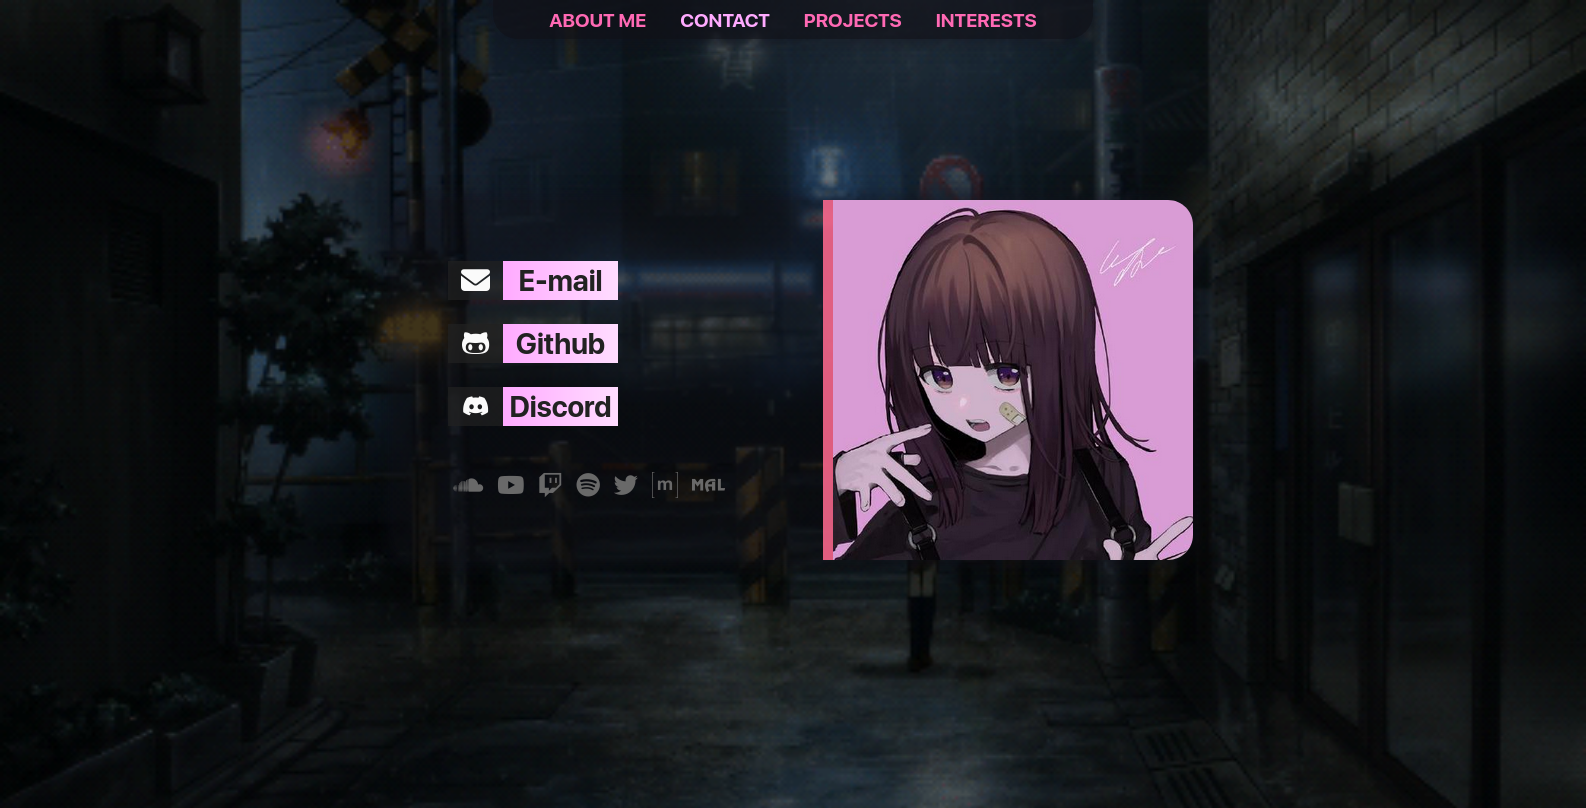 ABOUT ME CONTACT PROJECTS INTERESTS
E-mail
Github
Discord
[m] MAL